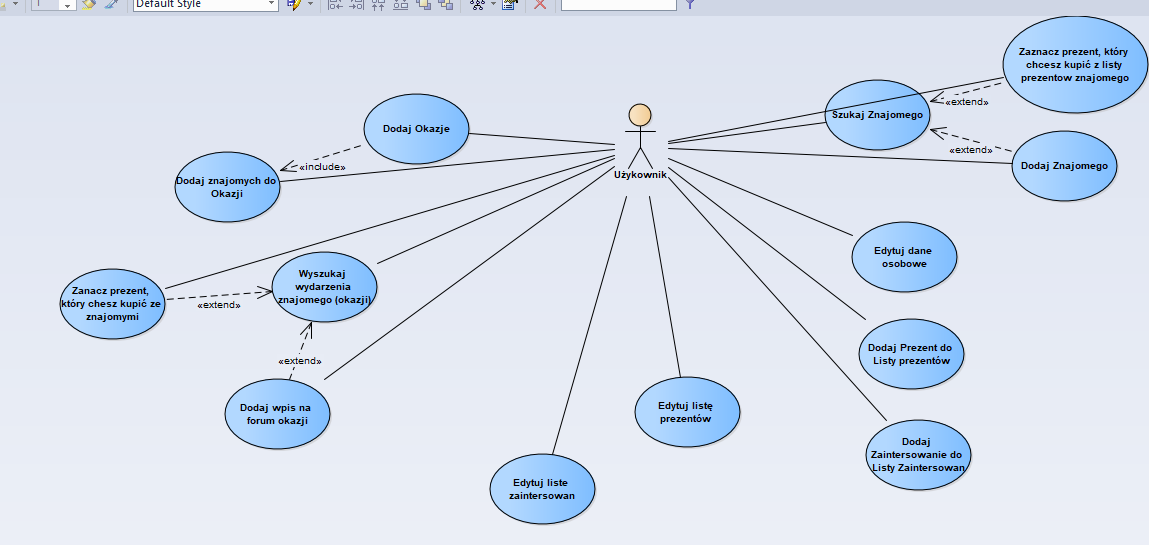 Default Style
Zaznacz prezent, który
chcesz kupić z listy
prezentow znajomego
«extend»
Szukaj Znajomego
Dodaj Okazje
«extend»
«include»
Dodaj Znajomego
Użykownik
Dodaj znajomych do
Okazji
Edytuj dane
osobowe
Wyszukaj
wydarzenia
znajomego (okazji)
Zanacz prezent,
który chesz kupić ze
znajomymi
«extend»
Dodaj Prezent do
Listy prezentów
«extend»
Edytuj listę
prezentów
Dodaj wpis na
forum okazji
Dodaj
Zaintersowanie do
Listy Zaintersowan
Edytuj liste
zaintersowan